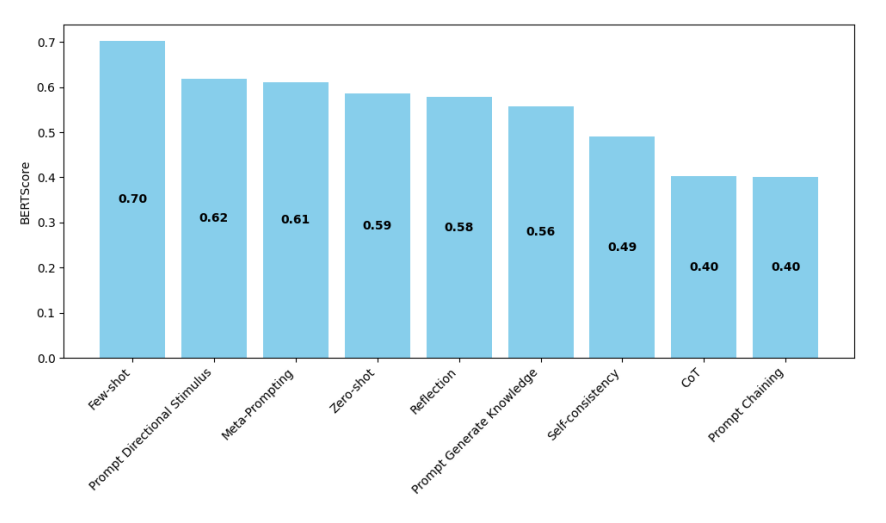 BERTScore
0.7
0.6
0.5
0.4
0.3
0.2
0.1
0.0
0.70
0.62
0.61
0.59
0.58
0.56
0.49
0.40
0.40
Few-shot
Prompt Directional Stimulus
Meta-Prompting
Zero-shot
Reflection
Prompt Generate Knowledge
Self-consistency
CoT
Prompt Chaining